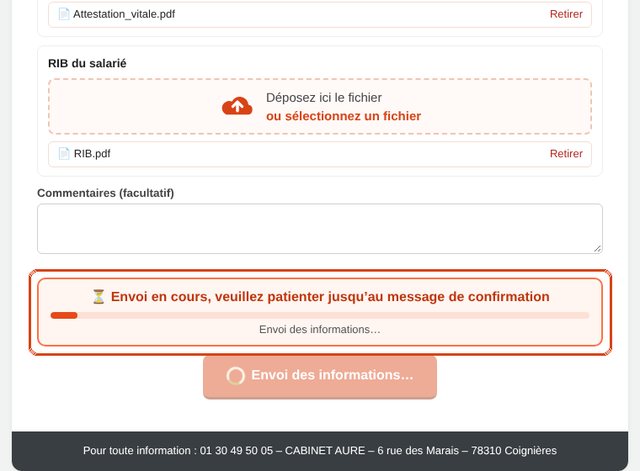 Attestation_vitale.pdf
Retirer
RIB du salarié
Déposez ici le fichier
ou sélectionnez un fichier
RIB.pdf
Retirer
Commentaires (facultatif)
⏳ Envoi en cours, veuillez patienter jusqu’au message de confirmation
Envoi des informations…
Envoi des informations…
Pour toute information : 01 30 49 50 05 – CABINET AURE – 6 rue des Marais – 78310 Coignières